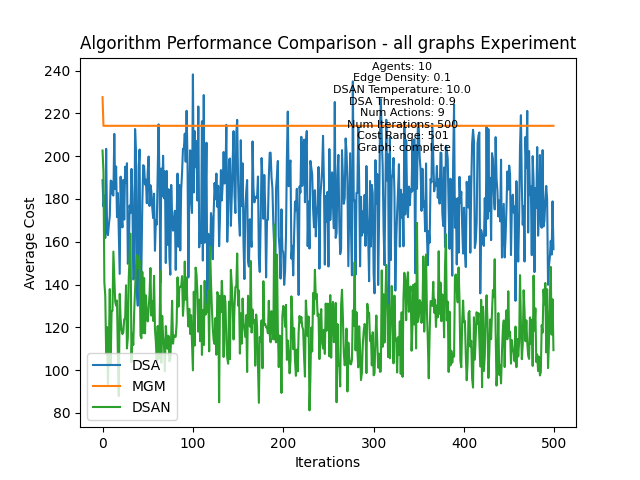 Algorithm Performance Comparison - all graphs Experiment
Agents: 10
Edge Density: 0.1
DSAN Temperature: 10.0
DSA Threshold: 0.9
Num Actions: 9
Num Iterations: 500
Cost Range: 501
Graph: complete
Average Cost
240
220
200
180
160
140
120
100
80
DSA
MGM
DSAN
0
100
200
300
400
500
Iterations